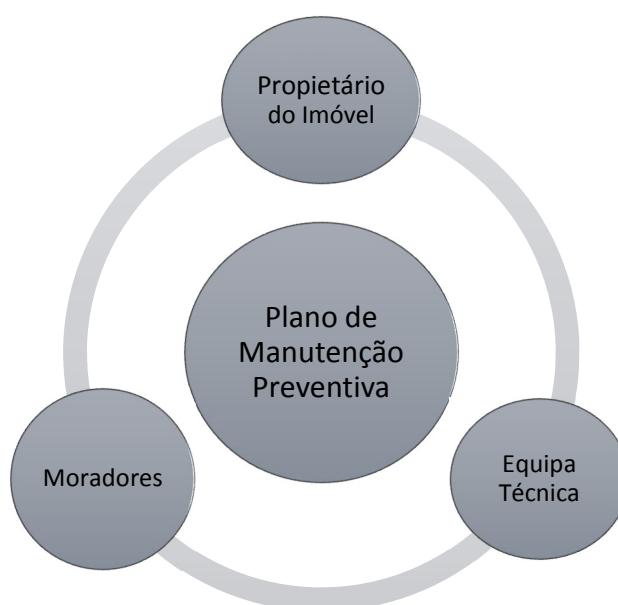 Propietário
do Imóvel
Plano de
Manutenção
Preventiva
Moradores
Equipa
Técnica